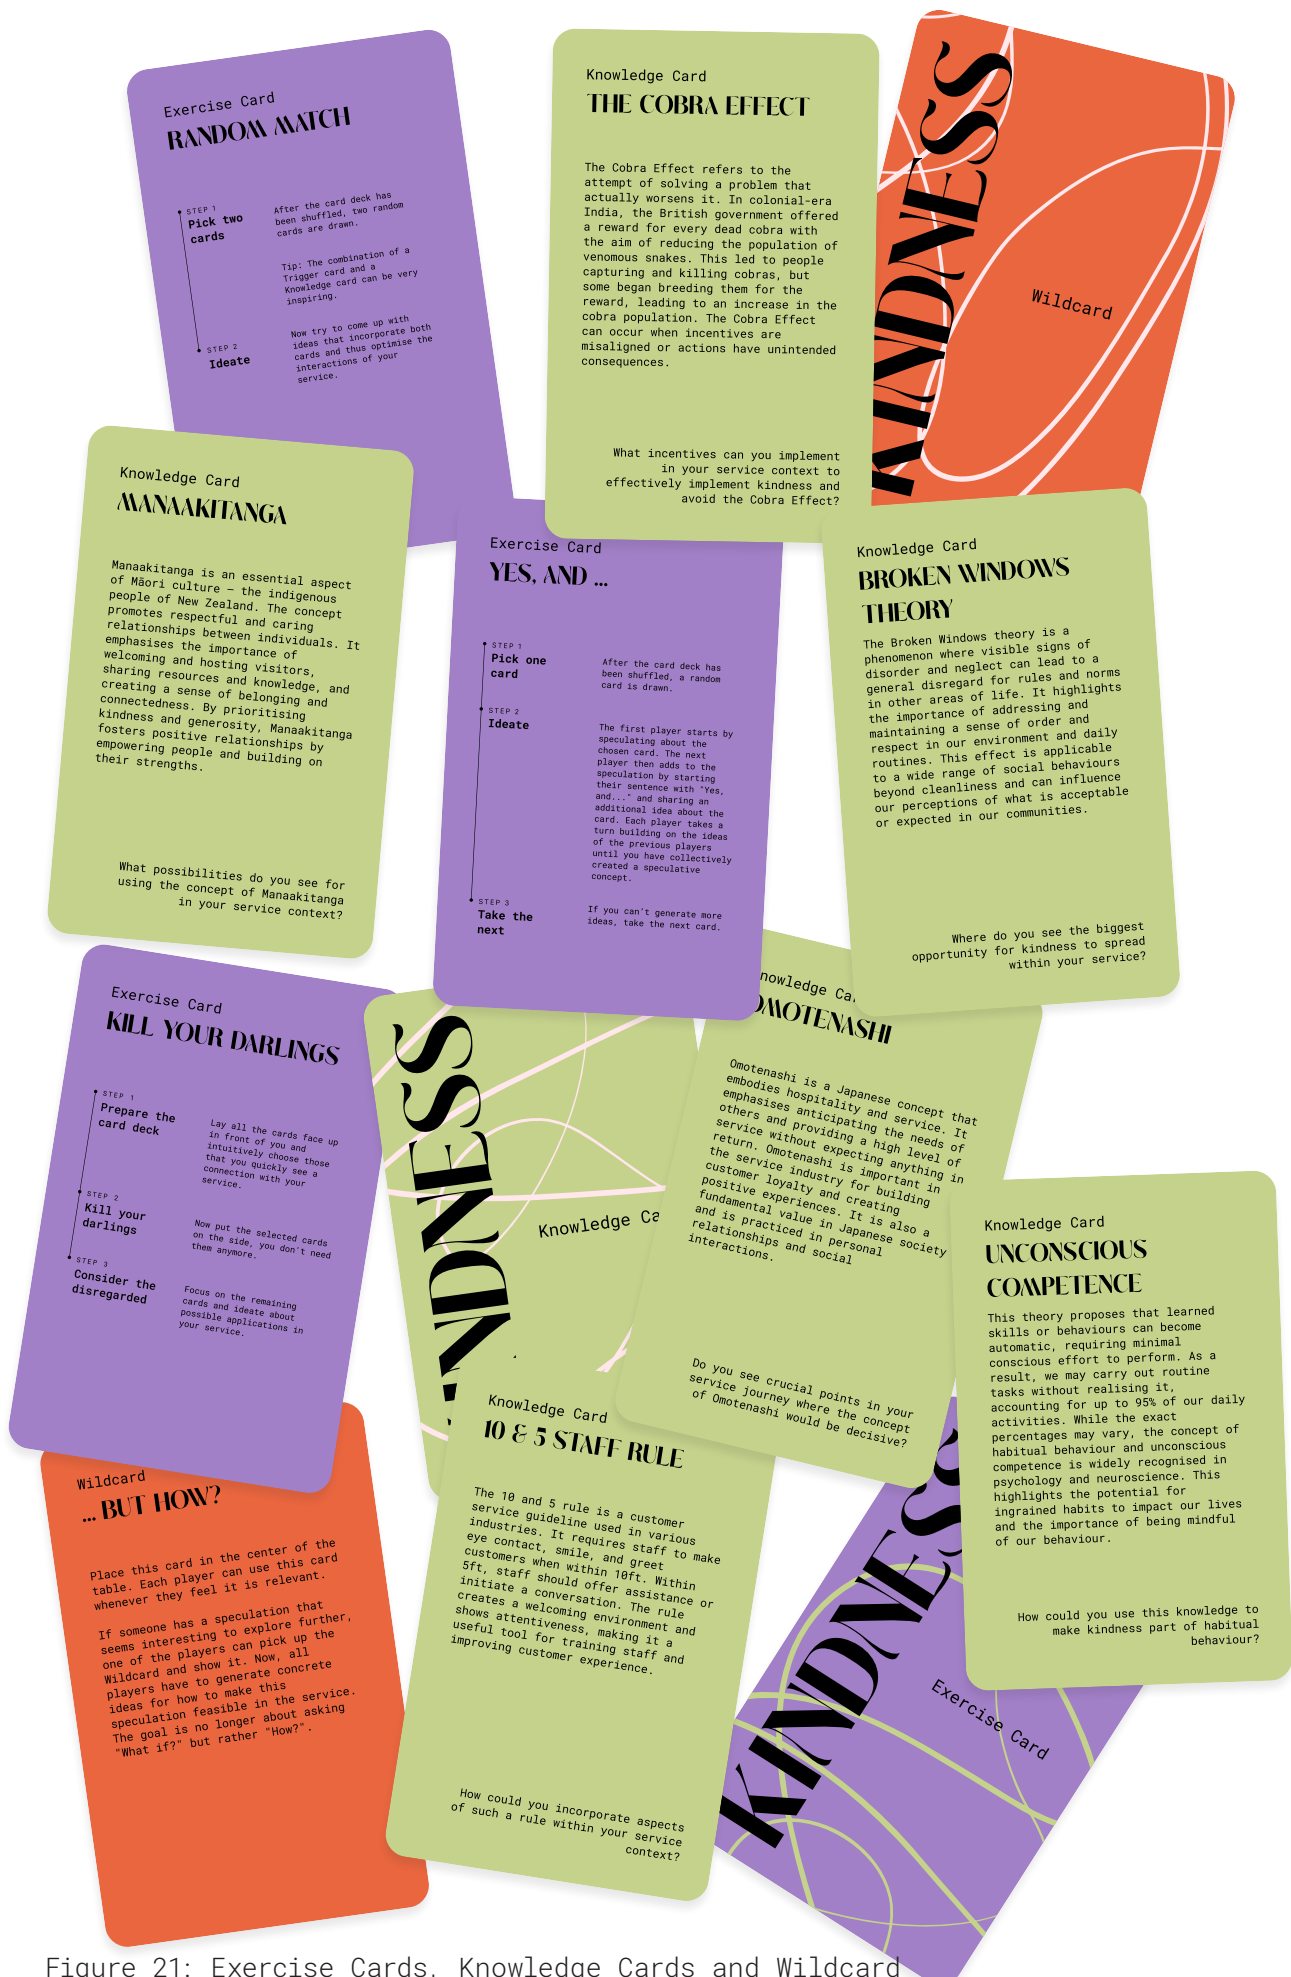 Exercise Card
RANDOM MATCH
STEP 1
Pick two
cards
After the card deck has
been shuffled, two random
cards are drawn.
Tip: The combination of a
Trigger card and a
Knowledge card can be very
inspiring.
STEP 2
Ideate
Now try to come up with
ideas that incorporate both
cards and thus optimise the
interactions of your
service.
Knowledge Card
THE COBRA EFFECT
The Cobra Effect refers to the
attempt of solving a problem that
actually worsens it. In colonial-era
India, the British government offered
a reward for every dead cobra with
the aim of reducing the population of
venomous snakes. This led to people
capturing and killing cobras, but
some began breeding them for the
reward, leading to an increase in the
cobra population. The Cobra Effect
can occur when incentives are
misaligned or actions have unintended
consequences.
What incentives can you implement
in your service context to
effectively implement kindness and
avoid the Cobra Effect?
KINDNESS
Wildcard
Knowledge Card
MANAAKITANGA
Manaakitanga is an essential aspect
of Māori culture – the indigenous
people of New Zealand. The concept
promotes respectful and caring
relationships between individuals. It
emphasises the importance of
welcoming and hosting visitors,
sharing resources and knowledge, and
creating a sense of belonging and
connectedness. By prioritising
kindness and generosity, Manaakitanga
fosters positive relationships by
empowering people and building on
their strengths.
What possibilities do you see for
using the concept of Manaakitanga
in your service context?
Exercise Card
YES, AND ...
STEP 1
Pick one
card
After the card deck has
been shuffled, a random
card is drawn.
STEP 2
Ideate
The first player starts by
speculating about the
chosen card. The next
player then adds to the
speculation by starting
their sentence with "Yes,
and..." and sharing an
additional idea about the
card. Each player takes a
turn building on the ideas
of the previous players
until you have collectively
created a speculative
concept.
STEP 3
Take the
next
If you can't generate more
ideas, take the next card.
Knowledge Card
BROKEN WINDOWS
THEORY
The Broken Windows theory is a
phenomenon where visible signs of
disorder and neglect can lead to a
general disregard for rules and norms
in other areas of life. It highlights
the importance of addressing and
maintaining a sense of order and
respect in our environment and daily
routines. This effect is applicable
to a wide range of social behaviours
beyond cleanliness and can influence
our perceptions of what is acceptable
or expected in our communities.
Where do you see the biggest
opportunity for kindness to spread
within your service?
Exercise Card
KILL YOUR DARLINGS
STEP 1
Prepare the
card deck
Lay all the cards face up
in front of you and
intuitively choose those
that you quickly see a
connection with your
service.
STEP 2
Kill your
darlings
Now put the selected cards
on the side, you don't need
them anymore.
STEP 3
Consider the
disregarded
Focus on the remaining
cards and ideate about
possible applications in
your service.
NDNESS
Knowledge Ca
nowledge Ca
OMOTENASHI
Omotenashi is a Japanese concept that
embodies hospitality and service. It
emphasises anticipating the needs of
others and providing a high level of
service without expecting anything in
return. Omotenashi is important in
the service industry for building
customer loyalty and creating
positive experiences. It is also a
fundamental value in Japanese society
and is practiced in personal
relationships and social
interactions.
Do you see crucial points in your
service journey where the concept
of Omotenashi would be decisive?
Knowledge Card
UNCONSCIOUS
COMPETENCE
This theory proposes that learned
skills or behaviours can become
automatic, requiring minimal
conscious effort to perform. As a
result, we may carry out routine
tasks without realising it,
accounting for up to 95% of our daily
activities. While the exact
percentages may vary, the concept of
habitual behaviour and unconscious
competence is widely recognised in
psychology and neuroscience. This
highlights the potential for
ingrained habits to impact our lives
and the importance of being mindful
of our behaviour.
How could you use this knowledge to
make kindness part of habitual
behaviour?
Wildcard
... BUT HOW?
Place this card in the center of the
table. Each player can use this card
whenever they feel it is relevant.
If someone has a speculation that
seems interesting to explore further,
one of the players can pick up the
Wildcard and show it. Now, all
players have to generate concrete
ideas for how to make this
speculation feasible in the service.
The goal is no longer about asking
"What if?" but rather "How?".
Knowledge Card
10 & 5 STAFF RULE
The 10 and 5 rule is a customer
service guideline used in various
industries. It requires staff to make
eye contact, smile, and greet
customers when within 10ft. Within
5ft, staff should offer assistance or
initiate a conversation. The rule
creates a welcoming environment and
shows attentiveness, making it a
useful tool for training staff and
improving customer experience.
How could you incorporate aspects
of such a rule within your service
context?
KINDNESS
Exercise Card
Figure 21: Exercise Cards, Knowledge Cards and Wildcard